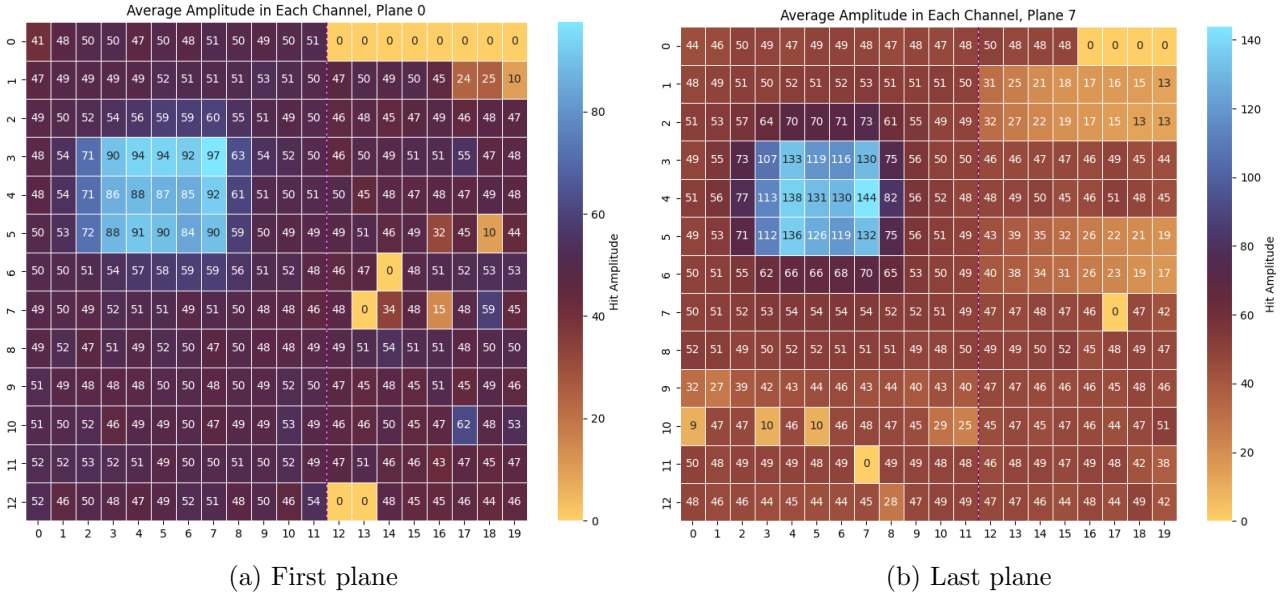 Average Amplitude in Each Channel, Plane 0
0 41 48 50 50 47 50 48 51 50 49 50 51 0 0 0 0 0 0 0 0
1 47 49 49 49 49 52 51 51 51 53 51 50 47 50 49 50 45 24 25 10
2 49 50 52 54 56 59 59 60 55 51 49 50 46 48 45 47 49 46 48 47
3 48 54 71 90 94 94 92 97 63 54 52 50 46 50 49 51 51 55 47 48
4 48 54 71 86 88 87 85 92 61 51 50 51 50 45 48 47 48 47 49 48
5 50 53 72 88 91 90 84 90 59 50 49 49 49 51 46 49 32 45 10 44
6 50 50 51 54 57 58 59 59 56 51 52 48 46 47 0 48 51 52 53 53
7 49 50 49 52 51 51 49 51 50 48 48 46 48 0 34 48 15 48 59 45
8 49 52 47 51 49 52 50 47 50 48 48 49 49 51 54 51 51 48 50 50
9 51 49 48 48 48 50 50 48 50 49 52 50 47 45 48 45 51 45 49 46
10 51 50 52 46 49 49 50 49 49 49 53 49 46 49 50 47 47 62 48 53
11 52 52 53 52 51 49 50 50 51 50 52 49 47 51 46 46 43 47 45 47
12 52 46 50 48 47 49 52 51 48 50 46 54 0 0 48 45 45 46 44 46
0 1 2 3 4 5 6 7 8 9 10 11 12 13 14 15 16 17 18 19
80
60
40
20
0
Hit Amplitude
(a) First plane
Average Amplitude in Each Channel, Plane 7
0 44 46 50 49 47 49 49 48 47 48 47 48 50 48 48 48 0 0 0 0
1 48 49 51 50 50 51 52 53 51 51 51 50 31 25 21 18 17 16 15 13
2 51 53 57 64 70 70 71 73 61 55 49 49 32 27 22 19 17 15 13 13
3 49 55 73 107 133 119 116 130 75 56 50 50 46 46 47 47 46 49 45 44
4 51 56 77 113 138 131 130 144 82 56 52 50 44 49 50 45 46 51 48 45
5 49 53 71 112 136 126 119 132 75 56 51 49 43 39 35 32 26 22 21 19
6 50 51 55 62 66 66 68 70 65 53 50 49 40 38 34 31 26 23 19 17
7 50 51 52 53 54 54 54 54 52 52 51 50 47 47 48 47 46 0 47 42
8 52 51 49 50 52 52 51 51 51 49 48 50 49 49 50 52 45 48 49 47
9 32 27 39 42 43 44 46 43 44 40 43 40 47 47 46 46 46 45 48 46
10 9 47 47 10 46 10 46 48 47 45 29 25 45 47 45 47 46 44 47 51
11 50 48 49 49 49 48 49 0 49 49 48 48 46 48 47 45 49 48 42 38
12 48 46 46 44 45 44 44 45 28 47 49 49 47 47 46 44 48 44 49 42
0 1 2 3 4 5 6 7 8 9 10 11 12 13 14 15 16 17 18 19
140
120
100
80
60
40
20
0
Hit Amplitude
(b) Last plane